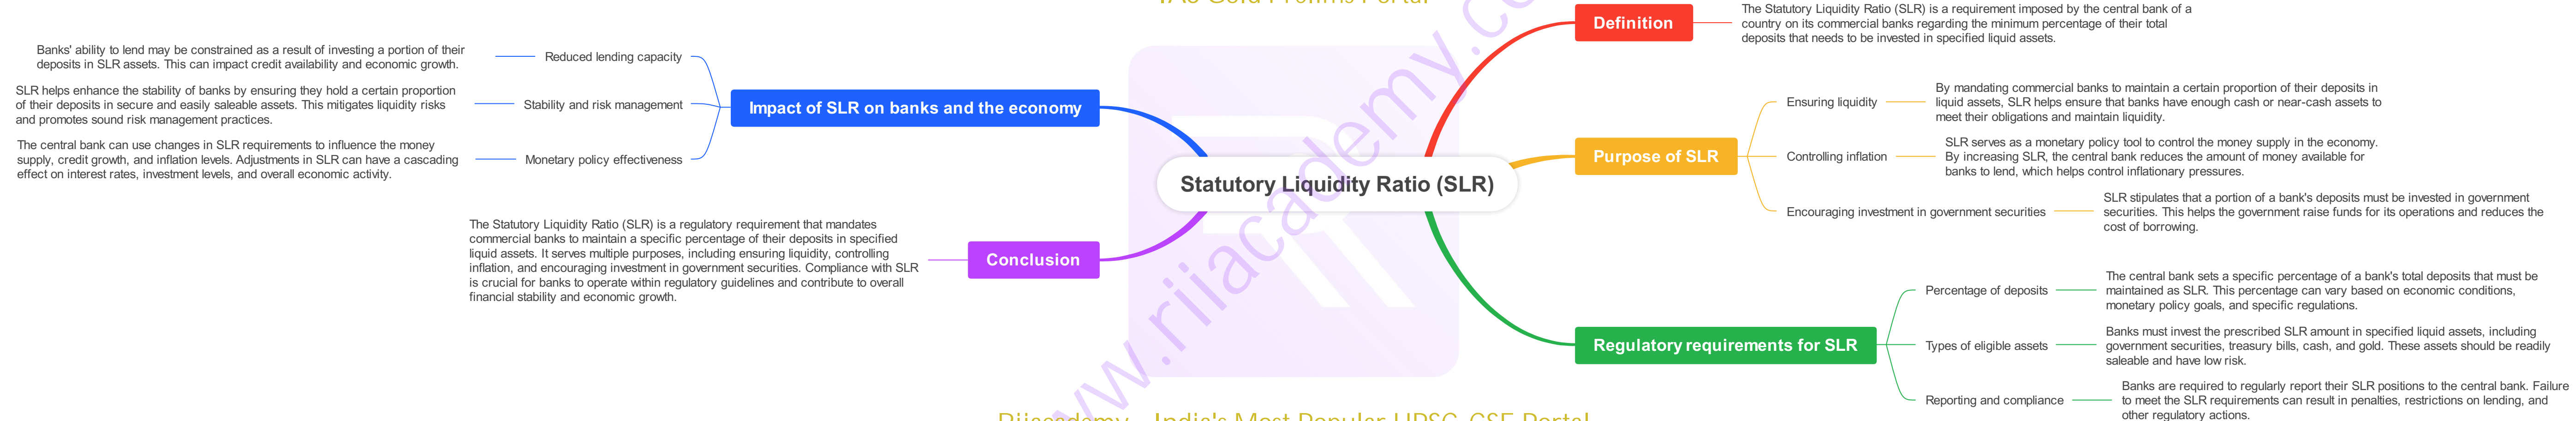 Statutory Liquidity Ratio (SLR)
Definition
The Statutory Liquidity Ratio (SLR) is a requirement imposed by the central bank of a
country on its commercial banks regarding the minimum percentage of their total
deposits that needs to be invested in specified liquid assets.
Purpose of SLR
Ensuring liquidity
By mandating commercial banks to maintain a certain proportion of their deposits in
liquid assets, SLR helps ensure that banks have enough cash or near-cash assets to
meet their obligations and maintain liquidity.
Controlling inflation
SLR serves as a monetary policy tool to control the money supply in the economy.
By increasing SLR, the central bank reduces the amount of money available for
banks to lend, which helps control inflationary pressures.
Encouraging investment in government securities
SLR stipulates that a portion of a bank's deposits must be invested in government
securities. This helps the government raise funds for its operations and reduces the
cost of borrowing.
Regulatory requirements for SLR
Percentage of deposits
The central bank sets a specific percentage of a bank's total deposits that must be
maintained as SLR. This percentage can vary based on economic conditions,
monetary policy goals, and specific regulations.
Types of eligible assets
Banks must invest the prescribed SLR amount in specified liquid assets, including
government securities, treasury bills, cash, and gold. These assets should be readily
saleable and have low risk.
Reporting and compliance
Banks are required to regularly report their SLR positions to the central bank. Failure
to meet the SLR requirements can result in penalties, restrictions on lending, and
other regulatory actions.
Impact of SLR on banks and the economy
Reduced lending capacity
Banks' ability to lend may be constrained as a result of investing a portion of their
deposits in SLR assets. This can impact credit availability and economic growth.
Stability and risk management
SLR helps enhance the stability of banks by ensuring they hold a certain proportion
of their deposits in secure and easily saleable assets. This mitigates liquidity risks
and promotes sound risk management practices.
Monetary policy effectiveness
The central bank can use changes in SLR requirements to influence the money
supply, credit growth, and inflation levels. Adjustments in SLR can have a cascading
effect on interest rates, investment levels, and overall economic activity.
Conclusion
The Statutory Liquidity Ratio (SLR) is a regulatory requirement that mandates
commercial banks to maintain a specific percentage of their deposits in specified
liquid assets. It serves multiple purposes, including ensuring liquidity, controlling
inflation, and encouraging investment in government securities. Compliance with SLR
is crucial for banks to operate within regulatory guidelines and contribute to overall
financial stability and economic growth.
Rijacademy - India's Most Popular UPSC-CSE Portal